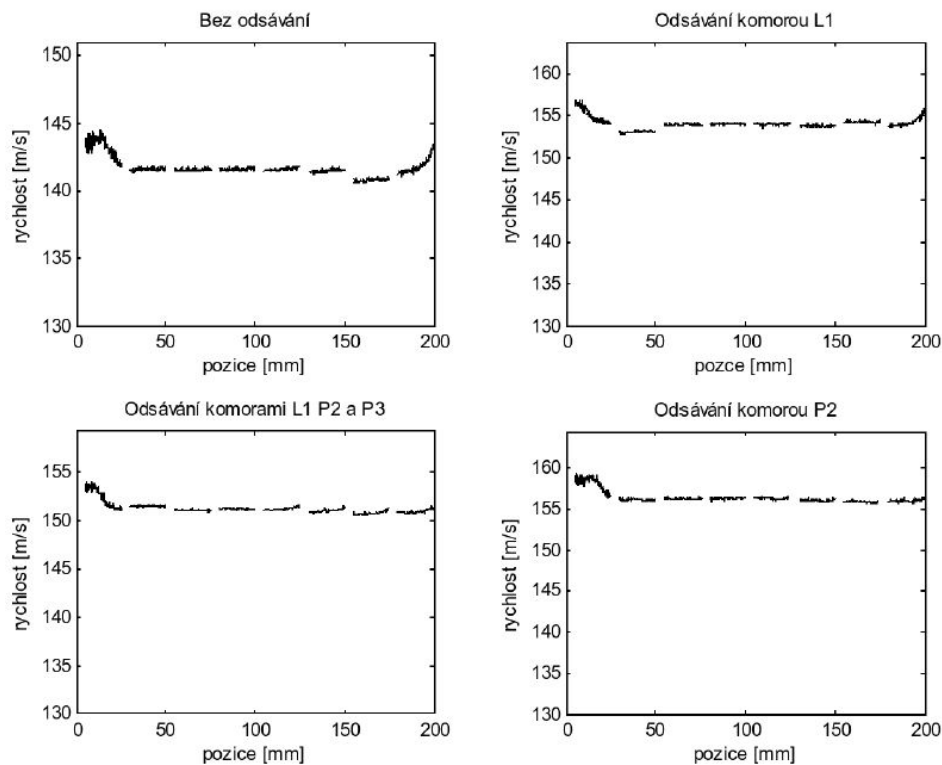 Bez odsávání
150
145
140
135
130
rychlost [m/s]
0 50 100 150 200
pozice [mm]
Odsávání komorou L1
160
155
150
145
140
135
130
rychlost [m/s]
0 50 100 150 200
pozce [mm]
Odsávání komorami L1 P2 a P3
155
150
145
140
135
130
rychlost [m/s]
0 50 100 150 200
pozice [mm]
Odsávání komorou P2
160
155
150
145
140
135
130
rychlost [m/s]
0 50 100 150 200
pozice [mm]